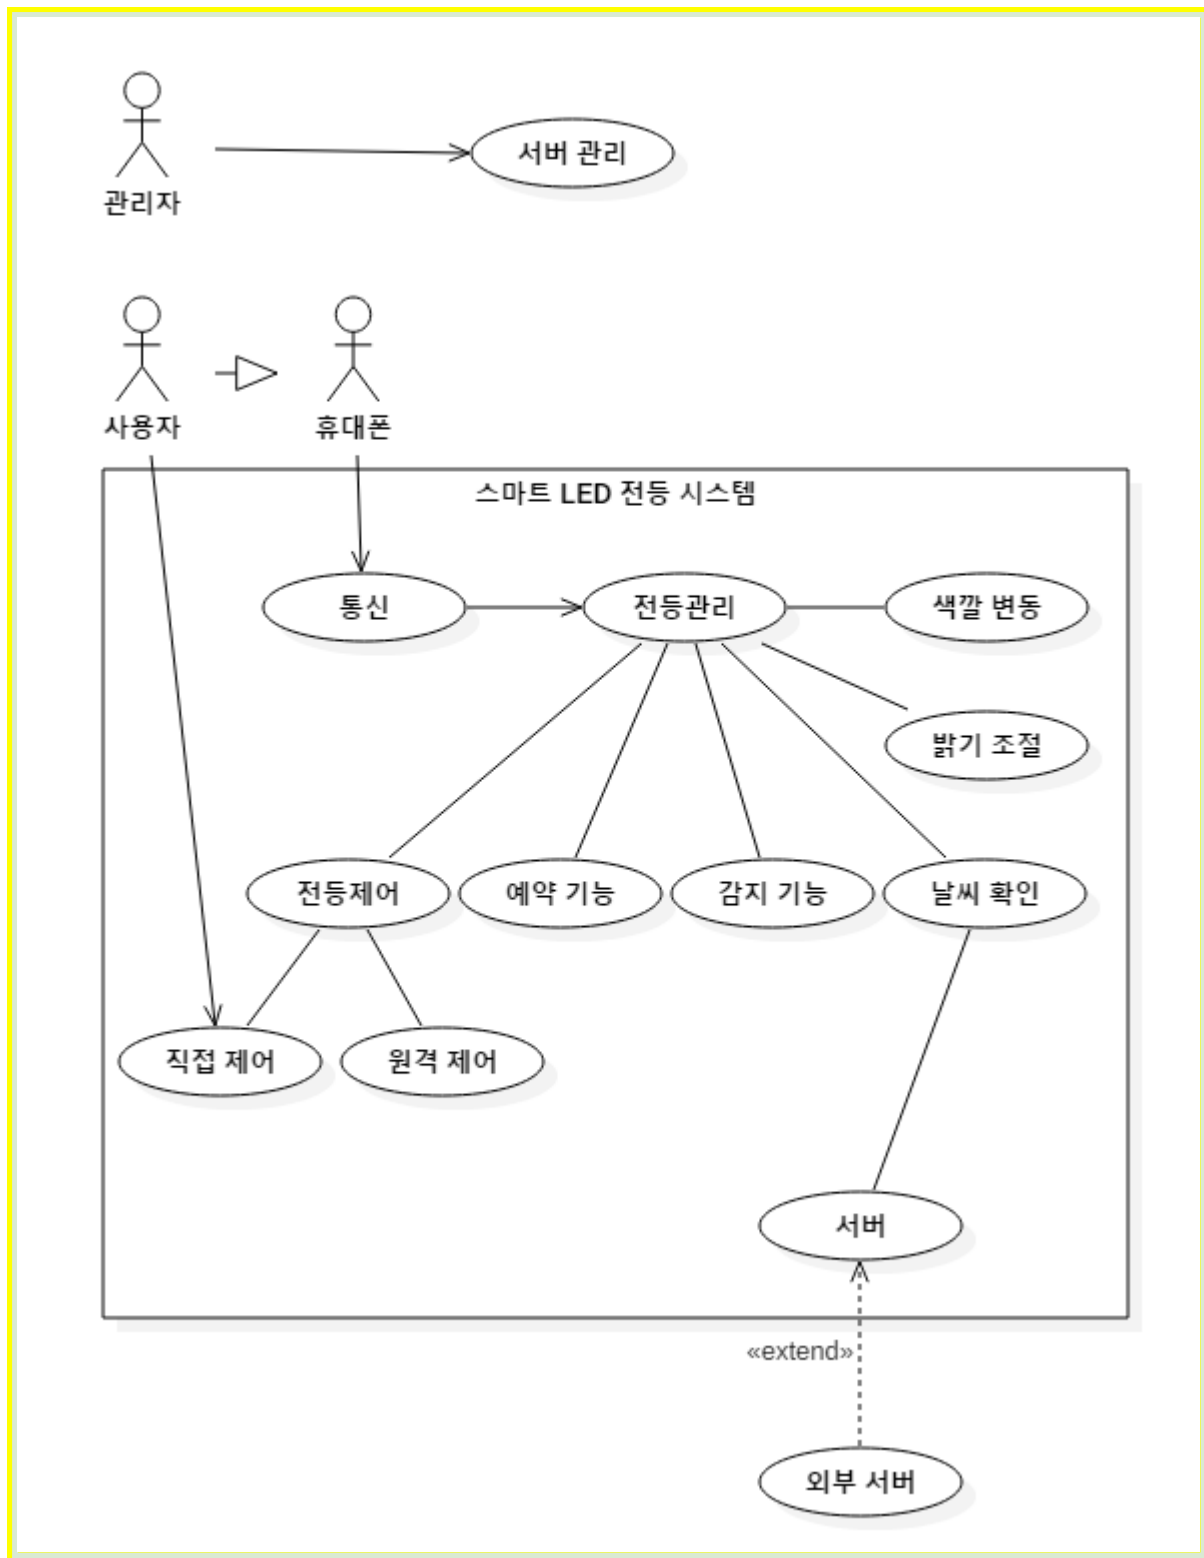 서버 관리
관리자
사용자
휴대폰
스마트 LED 전등 시스템
통신
전등관리
색깔 변동
밝기 조절
전등제어
예약 기능
감지 기능
날씨 확인
직접 제어
원격 제어
서버
«extend»
외부 서버